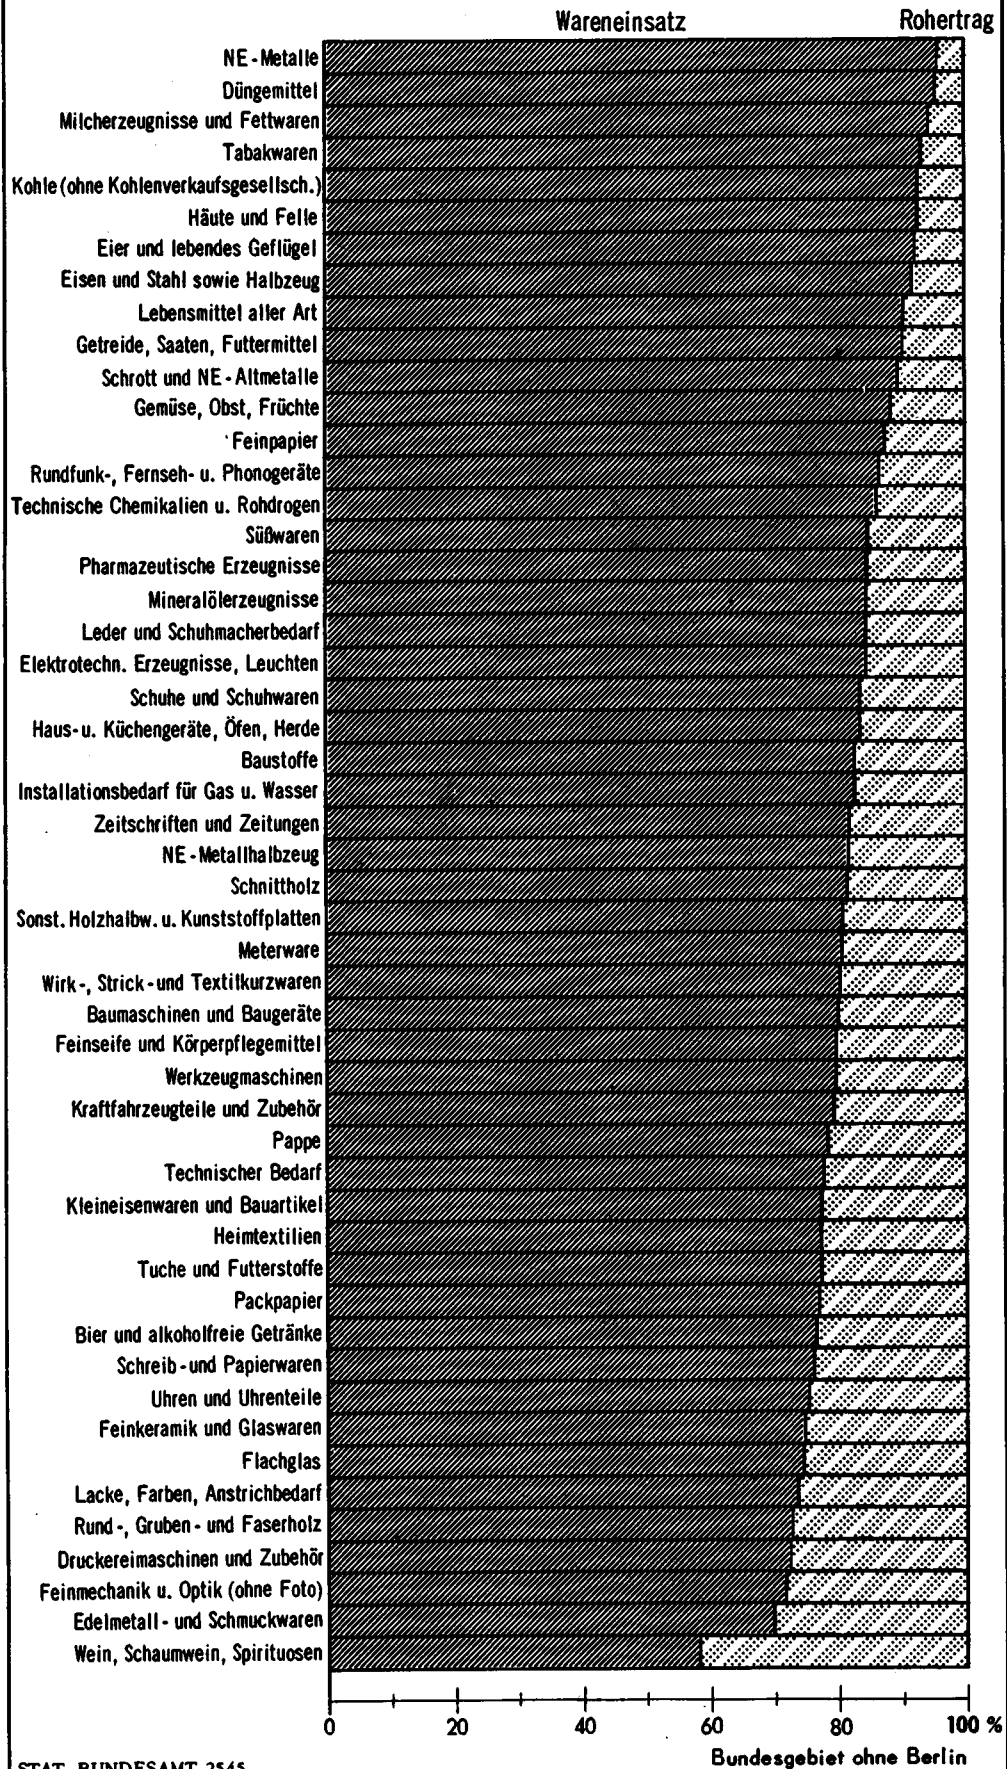 Wareneinsatz Rohertrag
NE-Metalle
Düngemittel
Milcherzeugnisse und Fettwaren
Tabakwaren
Kohle (ohne Kohlenverkaufsgesellsch.)
Häute und Felle
Eier und lebendes Geflügel
Eisen und Stahl sowie Halbzeug
Lebensmittel aller Art
Getreide, Saaten, Futtermittel
Schrott und NE-Altmetalle
Gemüse, Obst, Früchte
Feinpapier
Rundfunk-, Fernseh- u. Phonogeräte
Technische Chemikalien u. Rohdrogen
Süßwaren
Pharmazeutische Erzeugnisse
Mineralölerzeugnisse
Leder und Schuhmacherbedarf
Elektrotechn. Erzeugnisse, Leuchten
Schuhe und Schuhwaren
Haus- u. Küchengeräte, Öfen, Herde
Baustoffe
Installationsbedarf für Gas u. Wasser
Zeitschriften und Zeitungen
NE-Metallhalbzeug
Schnittholz
Sonst. Holzhalbw. u. Kunststoffplatten
Meterware
Wirk-, Strick- und Textilkurzwaren
Baumaschinen und Baugeräte
Feinseife und Körperpflegemittel
Werkzeugmaschinen
Kraftfahrzeugteile und Zubehör
Pappe
Technischer Bedarf
Kleineisenwaren und Bauartikel
Heimtextilien
Tuche und Futterstoffe
Packpapier
Bier und alkoholfreie Getränke
Schreib- und Papierwaren
Uhren und Uhrenteile
Feinkeramik und Glaswaren
Flachglas
Lacke, Farben, Anstrichbedarf
Rund-, Gruben- und Faserholz
Druckereimaschinen und Zubehör
Feinmechanik u. Optik (ohne Foto)
Edelmetall- und Schmuckwaren
Wein, Schaumwein, Spirituosen
0 20 40 60 80 100 %
Bundesgebiet ohne Berlin
STAT. BUNDESAMT 2545